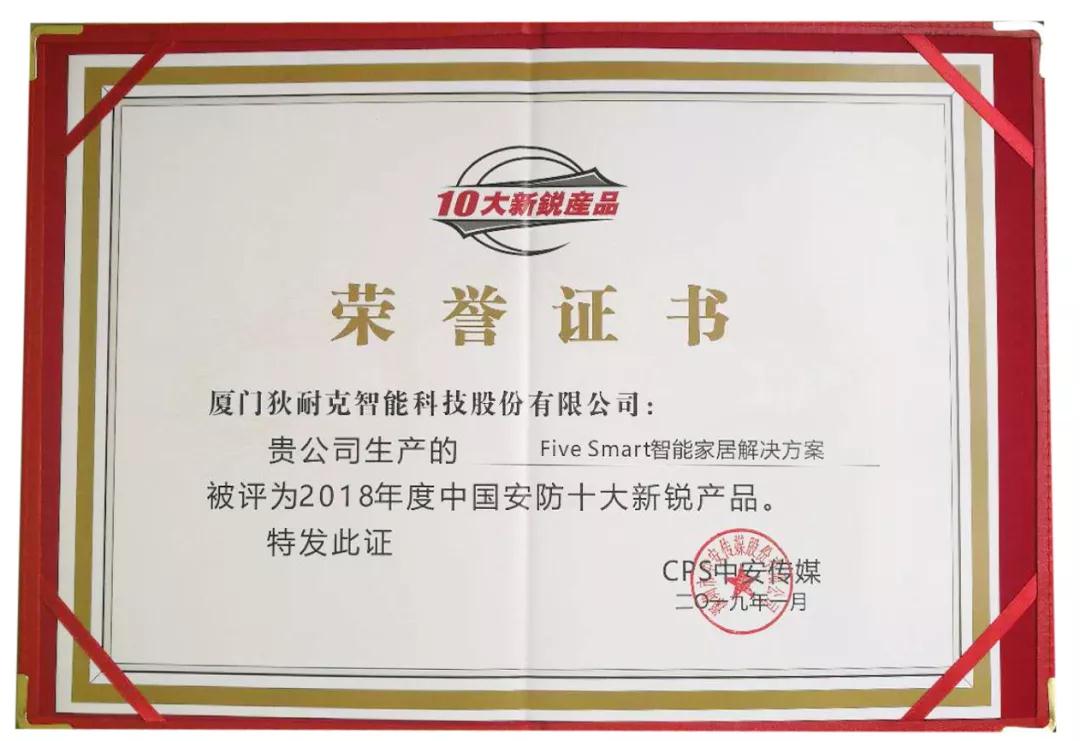 10大新鋭産品
荣誉证书
厦门狄耐克智能科技股份有限公司：
贵公司生产的 Five Smart智能家居解决方案
被评为2018年度中国安防十大新锐产品。
特发此证
CPS中安传媒
二〇一九年一月